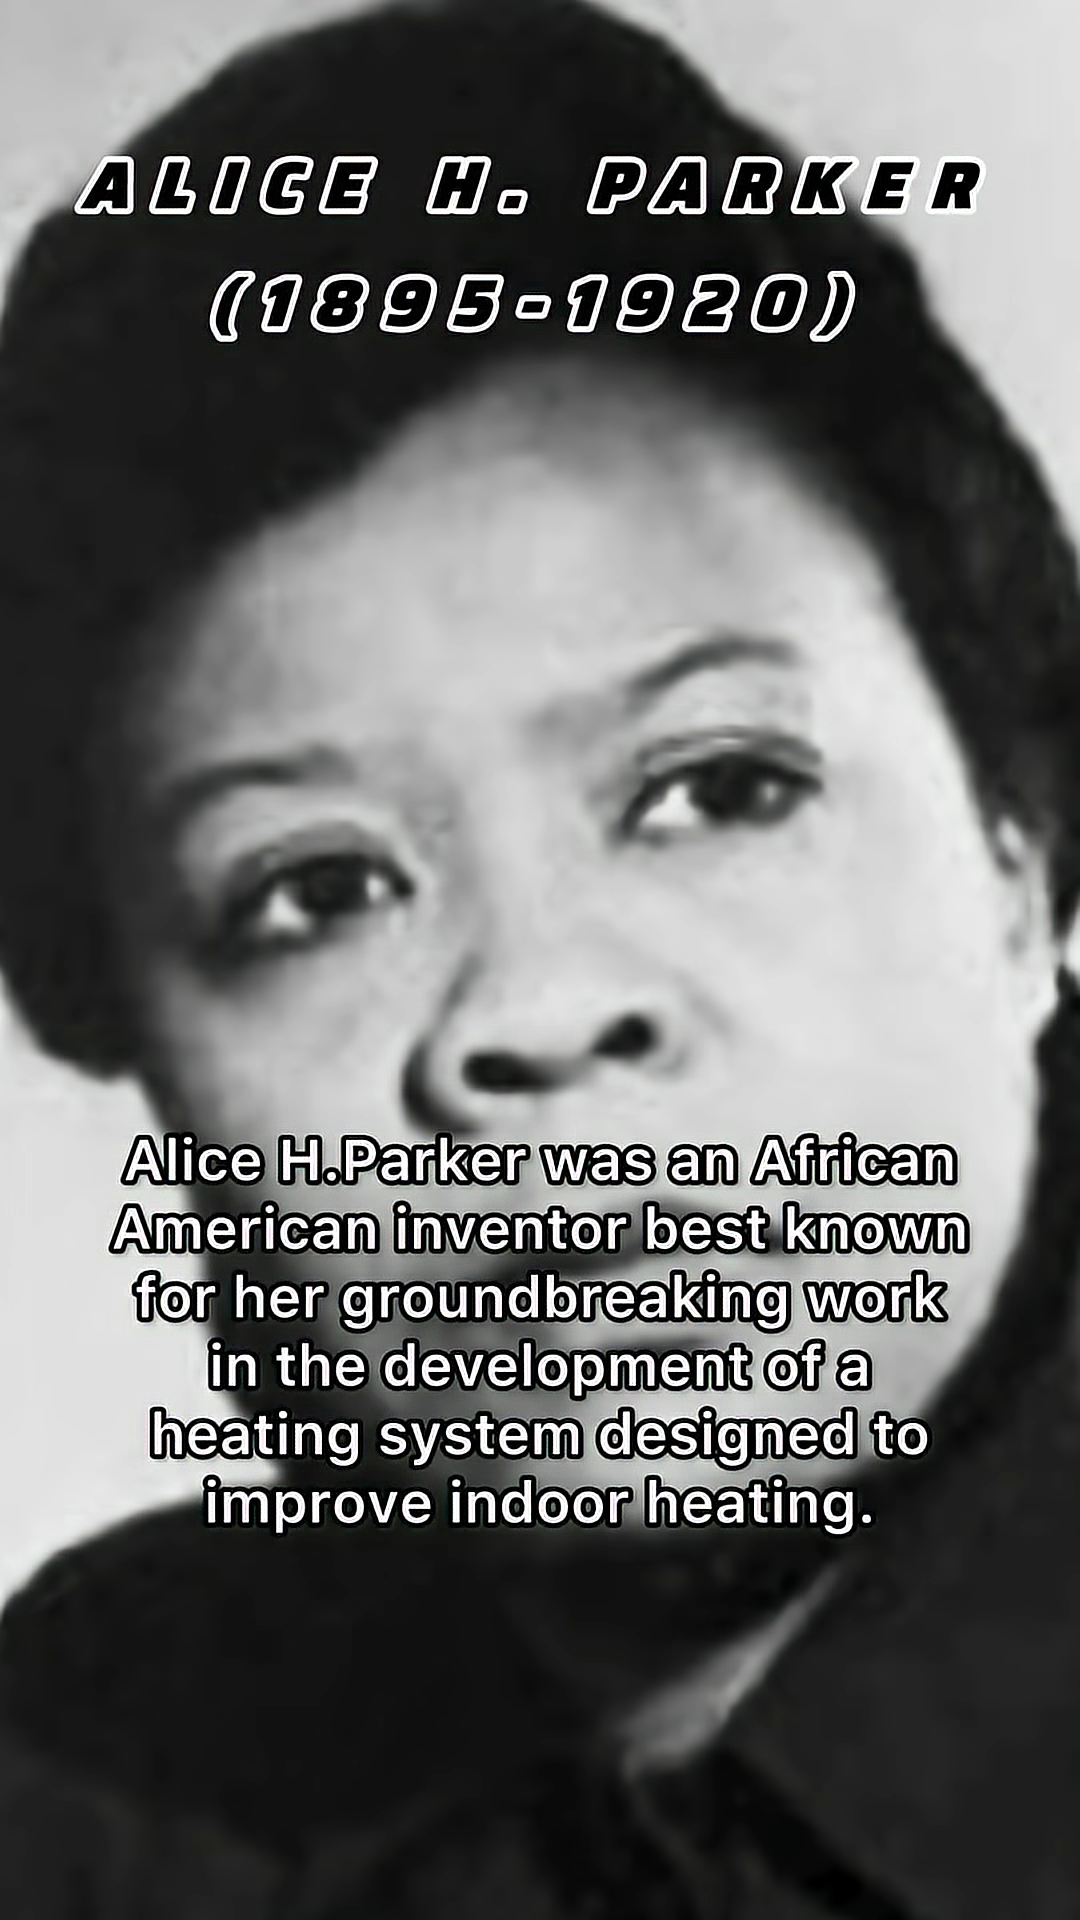 ALICE H. PARKER
(1895-1920)
Alice H.Parker was an African
American inventor best known
for her groundbreaking work
in the development of a
heating system designed to
improve indoor heating.